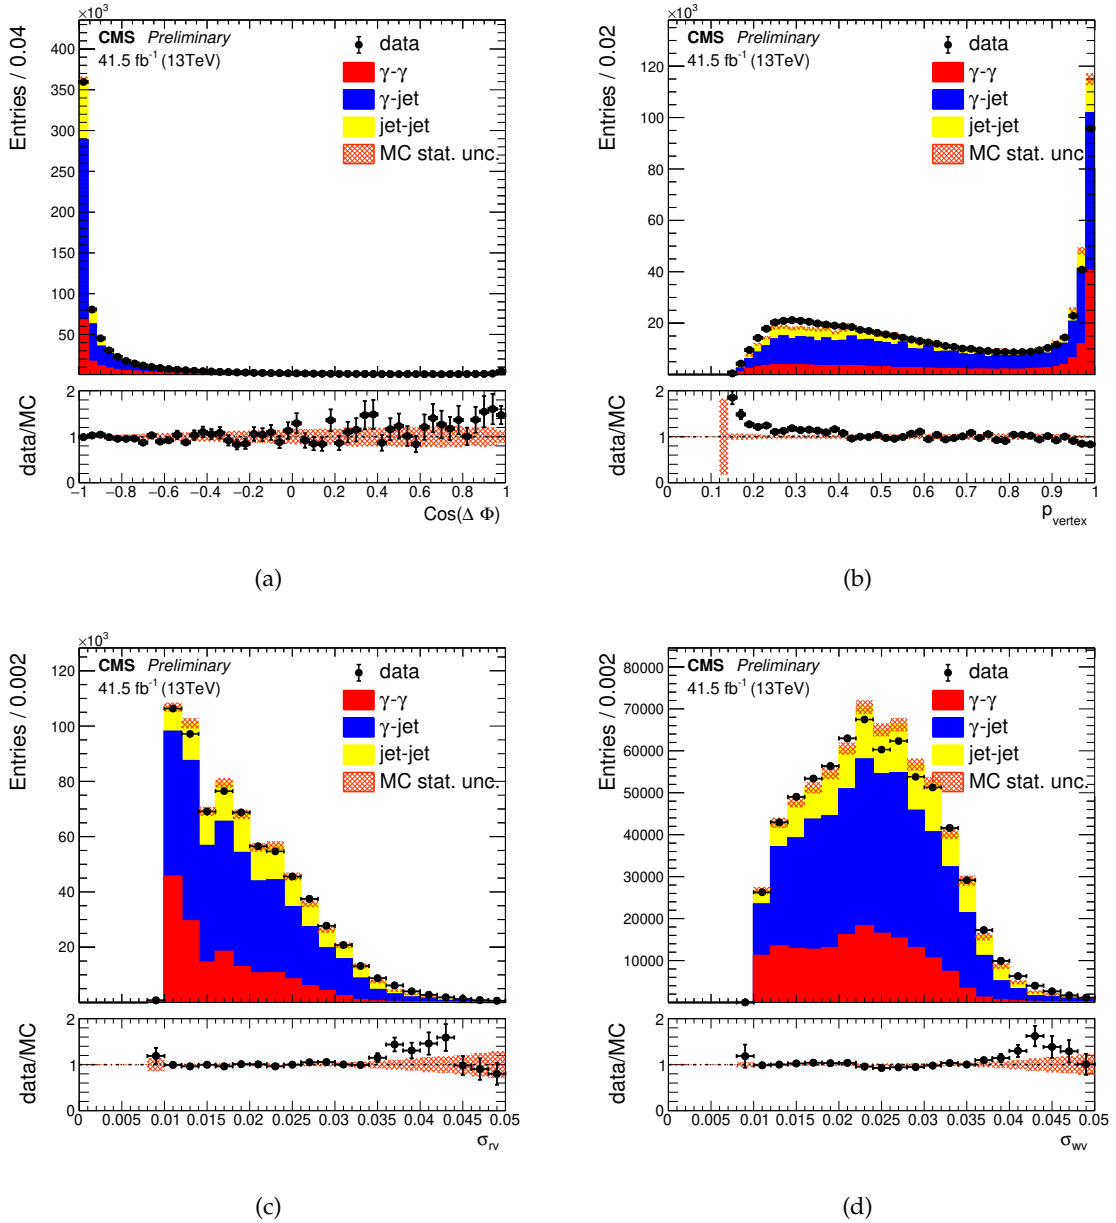 ×10³
Entries / 0.04
CMS Preliminary
41.5 fb⁻¹ (13TeV)
data
γ-γ
γ-jet
jet-jet
MC stat. unc.
400
350
300
250
200
150
100
50
data/MC
2
1
0
−1 −0.8 −0.6 −0.4 −0.2 0 0.2 0.4 0.6 0.8 1
Cos(Δ Φ)
(a)
×10³
Entries / 0.02
CMS Preliminary
41.5 fb⁻¹ (13TeV)
data
γ-γ
γ-jet
jet-jet
MC stat. unc.
120
100
80
60
40
20
0
data/MC
2
1
0
0 0.1 0.2 0.3 0.4 0.5 0.6 0.7 0.8 0.9 1
p vertex
(b)
×10³
Entries / 0.002
CMS Preliminary
41.5 fb⁻¹ (13TeV)
data
γ-γ
γ-jet
jet-jet
MC stat. unc.
120
100
80
60
40
20
data/MC
2
1
0
0 0.005 0.01 0.015 0.02 0.025 0.03 0.035 0.04 0.045 0.05
σ rv
(c)
Entries / 0.002
CMS Preliminary
41.5 fb⁻¹ (13TeV)
data
γ-γ
γ-jet
jet-jet
MC stat. unc.
80000
70000
60000
50000
40000
30000
20000
10000
0
data/MC
2
1
0
0 0.005 0.01 0.015 0.02 0.025 0.03 0.035 0.04 0.045 0.05
σ wv
(d)